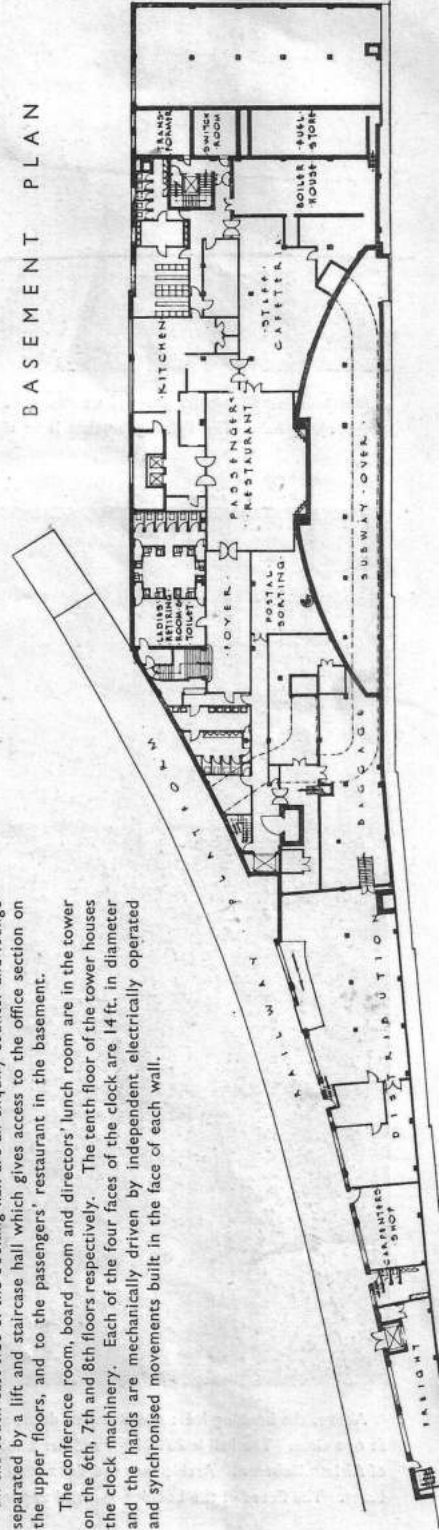 separated by a lift and staircase hall which gives access to the office section on
the upper floors, and to the passengers' restaurant in the basement.
The conference room, board room and directors' lunch room are in the tower
on the 6th, 7th and 8th floors respectively. The tenth floor of the tower houses
the clock machinery. Each of the four faces of the clock are 14 ft. in diameter
and the hands are mechanically driven by independent electrically operated
and synchronised movements built in the face of each wall.
BASEMENT PLAN
TRANS-
FORMER
SWITCH
ROOM
FUEL
STORE
BOILER
HOUSE
KITCHEN
STAFF
CAFETERIA
PASSENGERS
RESTAURANT
LADIES
RETIRING
ROOM &
TOILET
FOYER
POSTAL
SORTING
SUBWAY OVER
BAGGAGE
RAILWAY PLATFORM
DISTRIBUTION
CARPENTERS
SHOP
FREIGHT